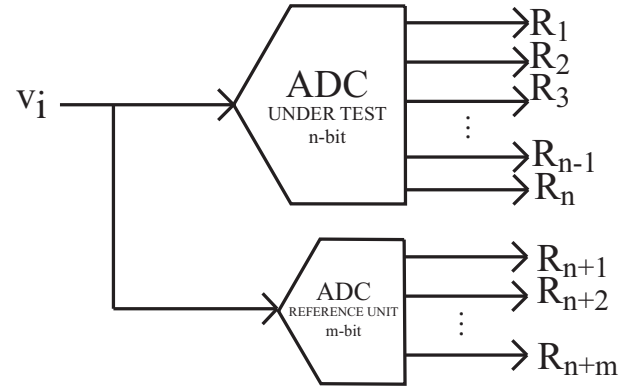 R₁
R₂
R₃
⋮
Rₙ₋₁
Rₙ
vᵢ
ADC
UNDER TEST
n-bit
ADC
REFERENCE UNIT
m-bit
Rₙ₊₁
Rₙ₊₂
⋮
Rₙ₊ₘ